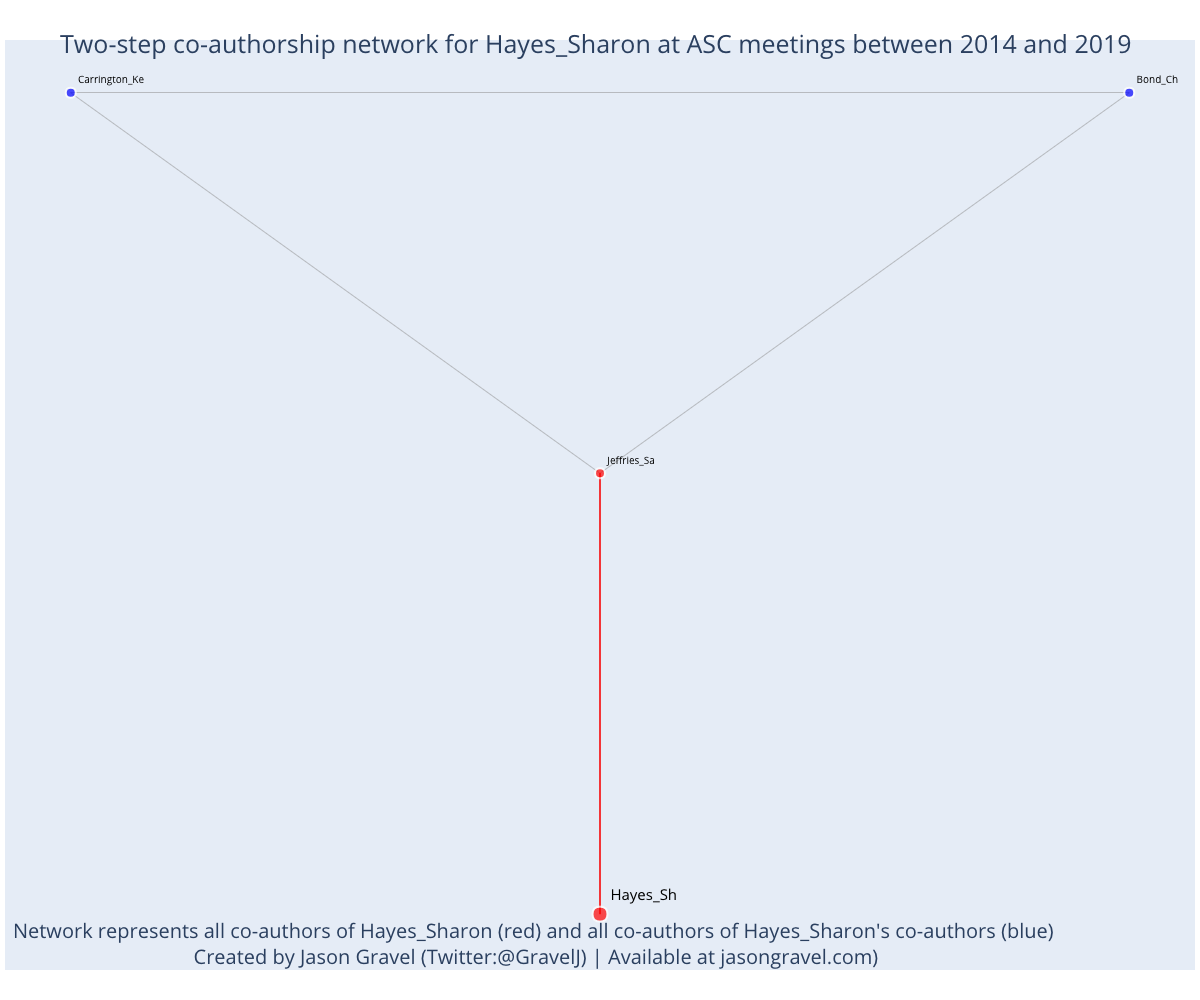 Two-step co-authorship network for Hayes_Sharon at ASC meetings between 2014 and 2019
Carrington_Ke
Bond_Ch
Jeffries_Sa
Hayes_Sh
Network represents all co-authors of Hayes_Sharon (red) and all co-authors of Hayes_Sharon's co-authors (blue)
Created by Jason Gravel (Twitter:@GravelJ) | Available at jasongravel.com)